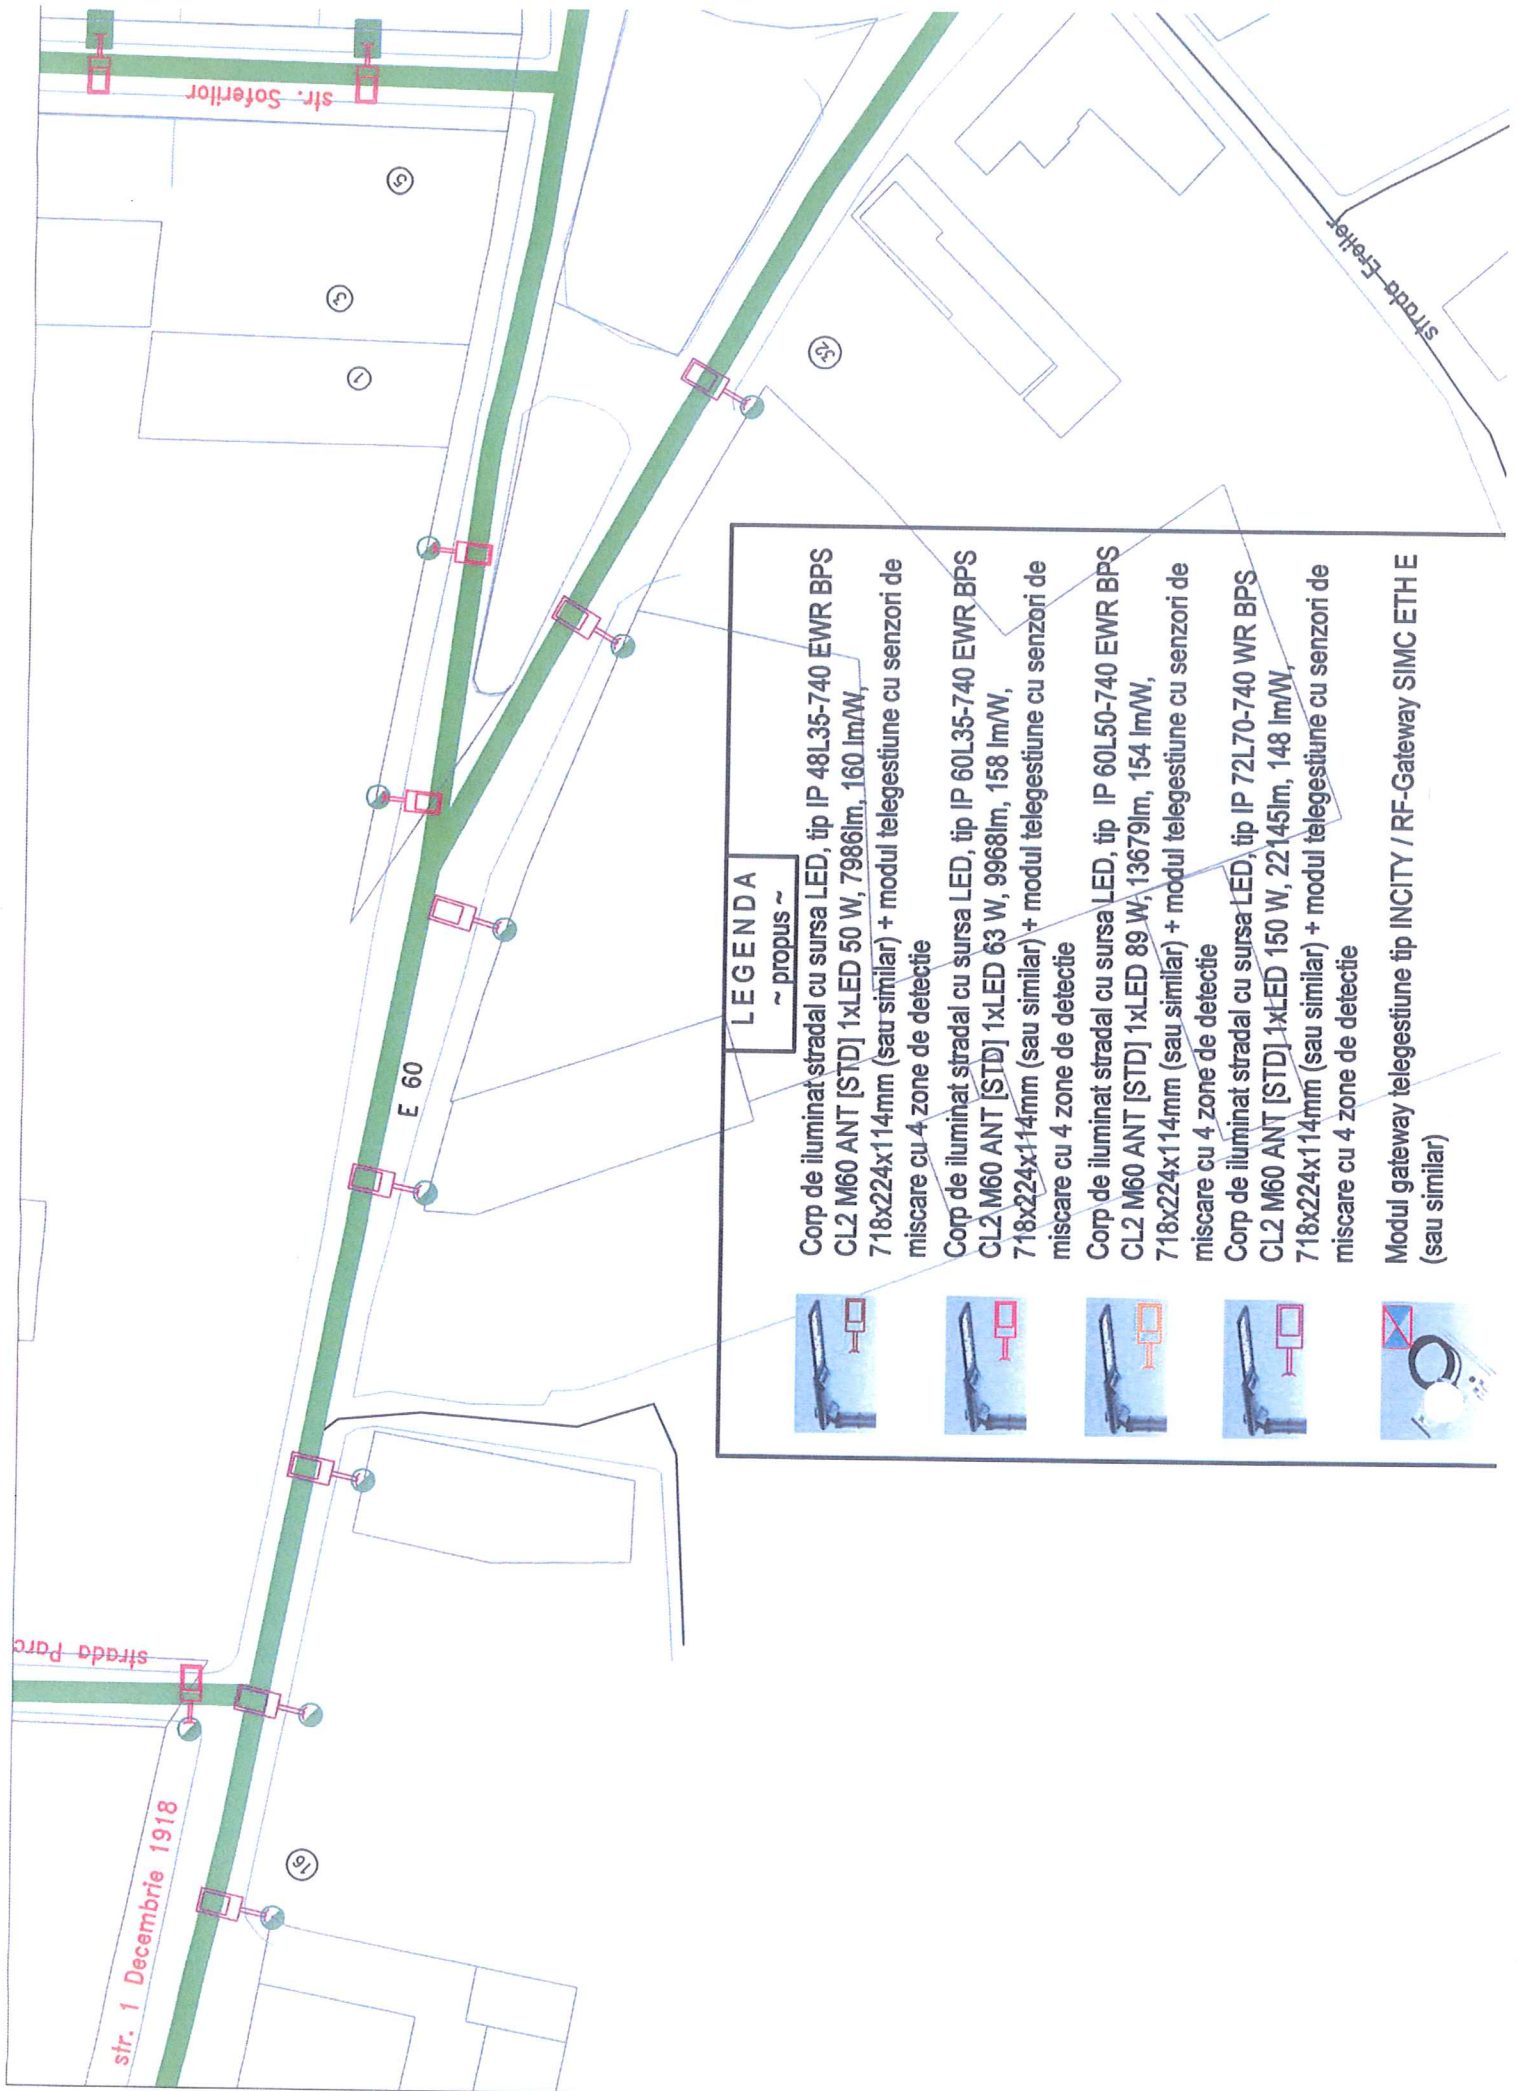 str. 1 Decembrie 1918
strada Parc
E 60
str. Soferilor
strada Eroilor
16
1
3
5
32
LEGENDA
~ propus ~
Corp de iluminat stradal cu sursa LED, tip IP 48L35-740 EWR BPS
CL2 M60 ANT [STD] 1xLED 50 W, 7986lm, 160 lm/W,
718x224x114mm (sau similar) + modul telegestiune cu senzori de
miscare cu 4 zone de detectie
Corp de iluminat stradal cu sursa LED, tip IP 60L35-740 EWR BPS
CL2 M60 ANT [STD] 1xLED 63 W, 9968lm, 158 lm/W,
718x224x114mm (sau similar) + modul telegestiune cu senzori de
miscare cu 4 zone de detectie
Corp de iluminat stradal cu sursa LED, tip IP 60L50-740 EWR BPS
CL2 M60 ANT [STD] 1xLED 89 W, 13679lm, 154 lm/W,
718x224x114mm (sau similar) + modul telegestiune cu senzori de
miscare cu 4 zone de detectie
Corp de iluminat stradal cu sursa LED, tip IP 72L70-740 WR BPS
CL2 M60 ANT [STD] 1xLED 150 W, 22145lm, 148 lm/W,
718x224x114mm (sau similar) + modul telegestiune cu senzori de
miscare cu 4 zone de detectie
Modul gateway telegestiune tip INCITY / RF-Gateway SIMC ETH E
(sau similar)